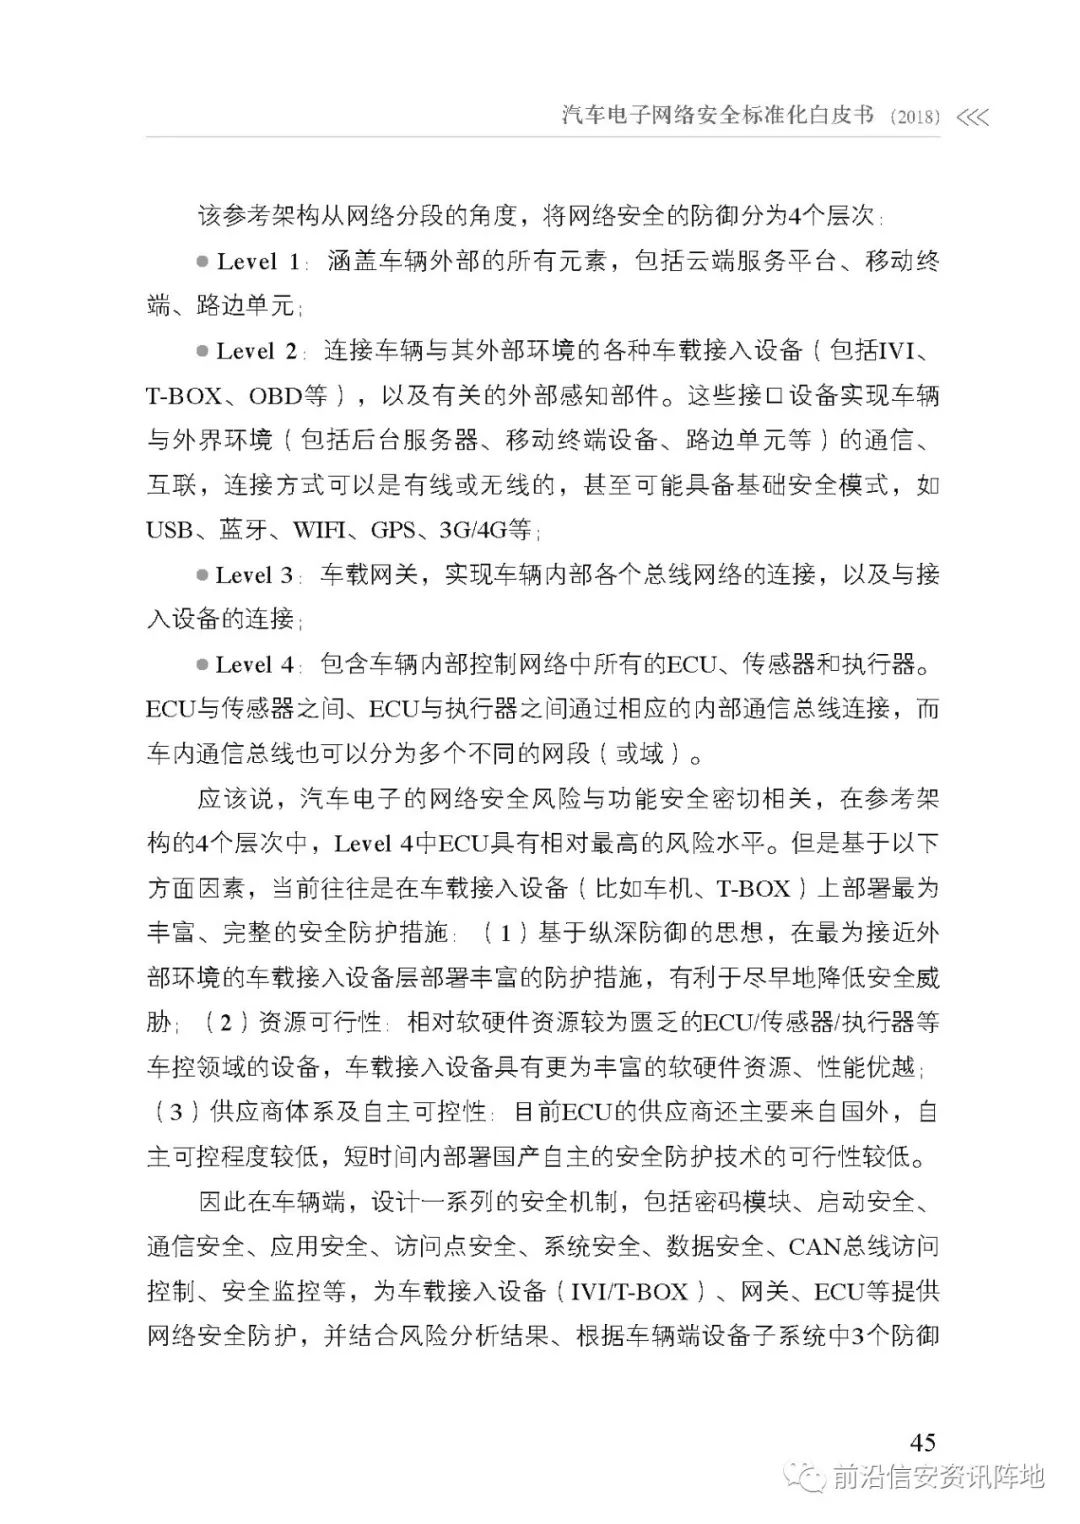 汽车电子网络安全标准化白皮书 (2018)
该参考架构从网络分段的角度，将网络安全的防御分为4个层次：
● Level 1：涵盖车辆外部的所有元素，包括云端服务平台、移动终
端、路边单元；
● Level 2：连接车辆与其外部环境的各种车载接入设备（包括IVI、
T-BOX、OBD等），以及有关的外部感知部件。这些接口设备实现车辆
与外界环境（包括后台服务器、移动终端设备、路边单元等）的通信、
互联，连接方式可以是有线或无线的，甚至可能具备基础安全模式，如
USB、蓝牙、WIFI、GPS、3G/4G等；
● Level 3：车载网关，实现车辆内部各个总线网络的连接，以及与接
入设备的连接；
● Level 4：包含车辆内部控制网络中所有的ECU、传感器和执行器。
ECU与传感器之间、ECU与执行器之间通过相应的内部通信总线连接，而
车内通信总线也可以分为多个不同的网段（或域）。
应该说，汽车电子的网络安全风险与功能安全密切相关，在参考架
构的4个层次中，Level 4中ECU具有相对最高的风险水平。但是基于以下
方面因素，当前往往是在车载接入设备（比如车机、T-BOX）上部署最为
丰富、完整的安全防护措施：（1）基于纵深防御的思想，在最为接近外
部环境的车载接入设备层部署丰富的防护措施，有利于尽早地降低安全威
胁；（2）资源可行性：相对软硬件资源较为匮乏的ECU/传感器/执行器等
车控领域的设备，车载接入设备具有更为丰富的软硬件资源、性能优越；
（3）供应商体系及自主可控性：目前ECU的供应商还主要来自国外，自
主可控程度较低，短时间内部署国产自主的安全防护技术的可行性较低。
因此在车辆端，设计一系列的安全机制，包括密码模块、启动安全、
通信安全、应用安全、访问点安全、系统安全、数据安全、CAN总线访问
控制、安全监控等，为车载接入设备（IVI/T-BOX）、网关、ECU等提供
网络安全防护，并结合风险分析结果、根据车辆端设备子系统中3个防御
45
前沿信安资讯阵地